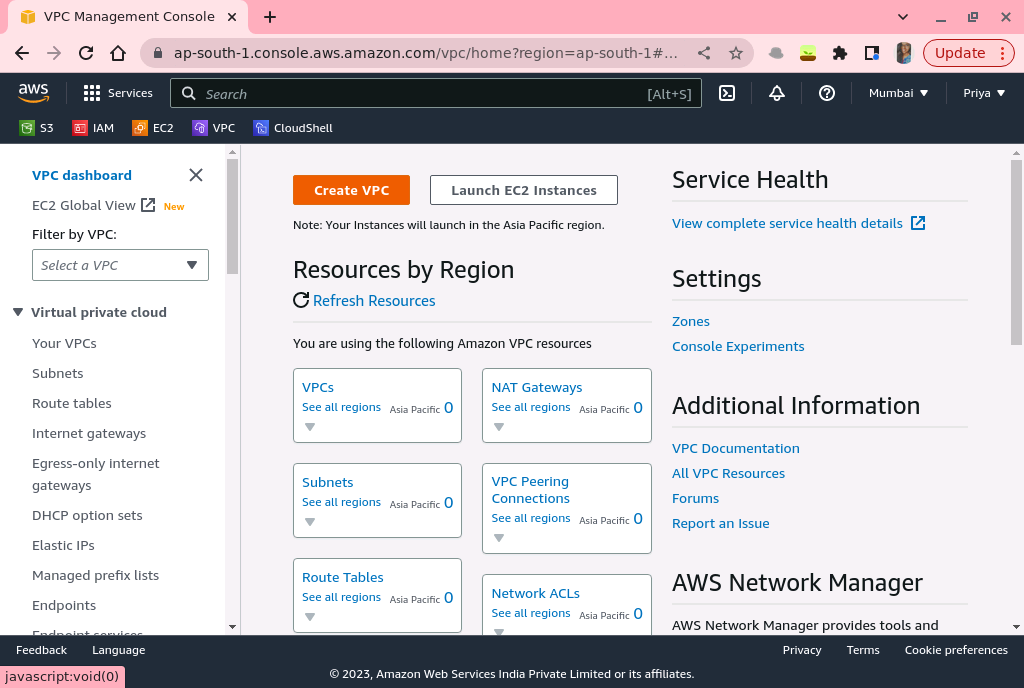 VPC Management Console
ap-south-1.console.aws.amazon.com/vpc/home?region=ap-south-1#...
Update
aws
Services
Search
[Alt+S]
Mumbai
Priya
S3
IAM
EC2
VPC
CloudShell
VPC dashboard
EC2 Global View
New
Filter by VPC:
Select a VPC
Virtual private cloud
Your VPCs
Subnets
Route tables
Internet gateways
Egress-only internet
gateways
DHCP option sets
Elastic IPs
Managed prefix lists
Endpoints
Endpoint services
Create VPC
Launch EC2 Instances
Note: Your Instances will launch in the Asia Pacific region.
Resources by Region
Refresh Resources
You are using the following Amazon VPC resources
VPCs
See all regions Asia Pacific 0
NAT Gateways
See all regions Asia Pacific 0
Subnets
See all regions Asia Pacific 0
VPC Peering
Connections
See all regions Asia Pacific 0
Route Tables
See all regions Asia Pacific 0
Network ACLs
See all regions Asia Pacific 0
Service Health
View complete service health details
Settings
Zones
Console Experiments
Additional Information
VPC Documentation
All VPC Resources
Forums
Report an Issue
AWS Network Manager
AWS Network Manager provides tools and
Feedback
Language
Privacy
Terms
Cookie preferences
© 2023, Amazon Web Services India Private Limited or its affiliates.
javascript:void(0)